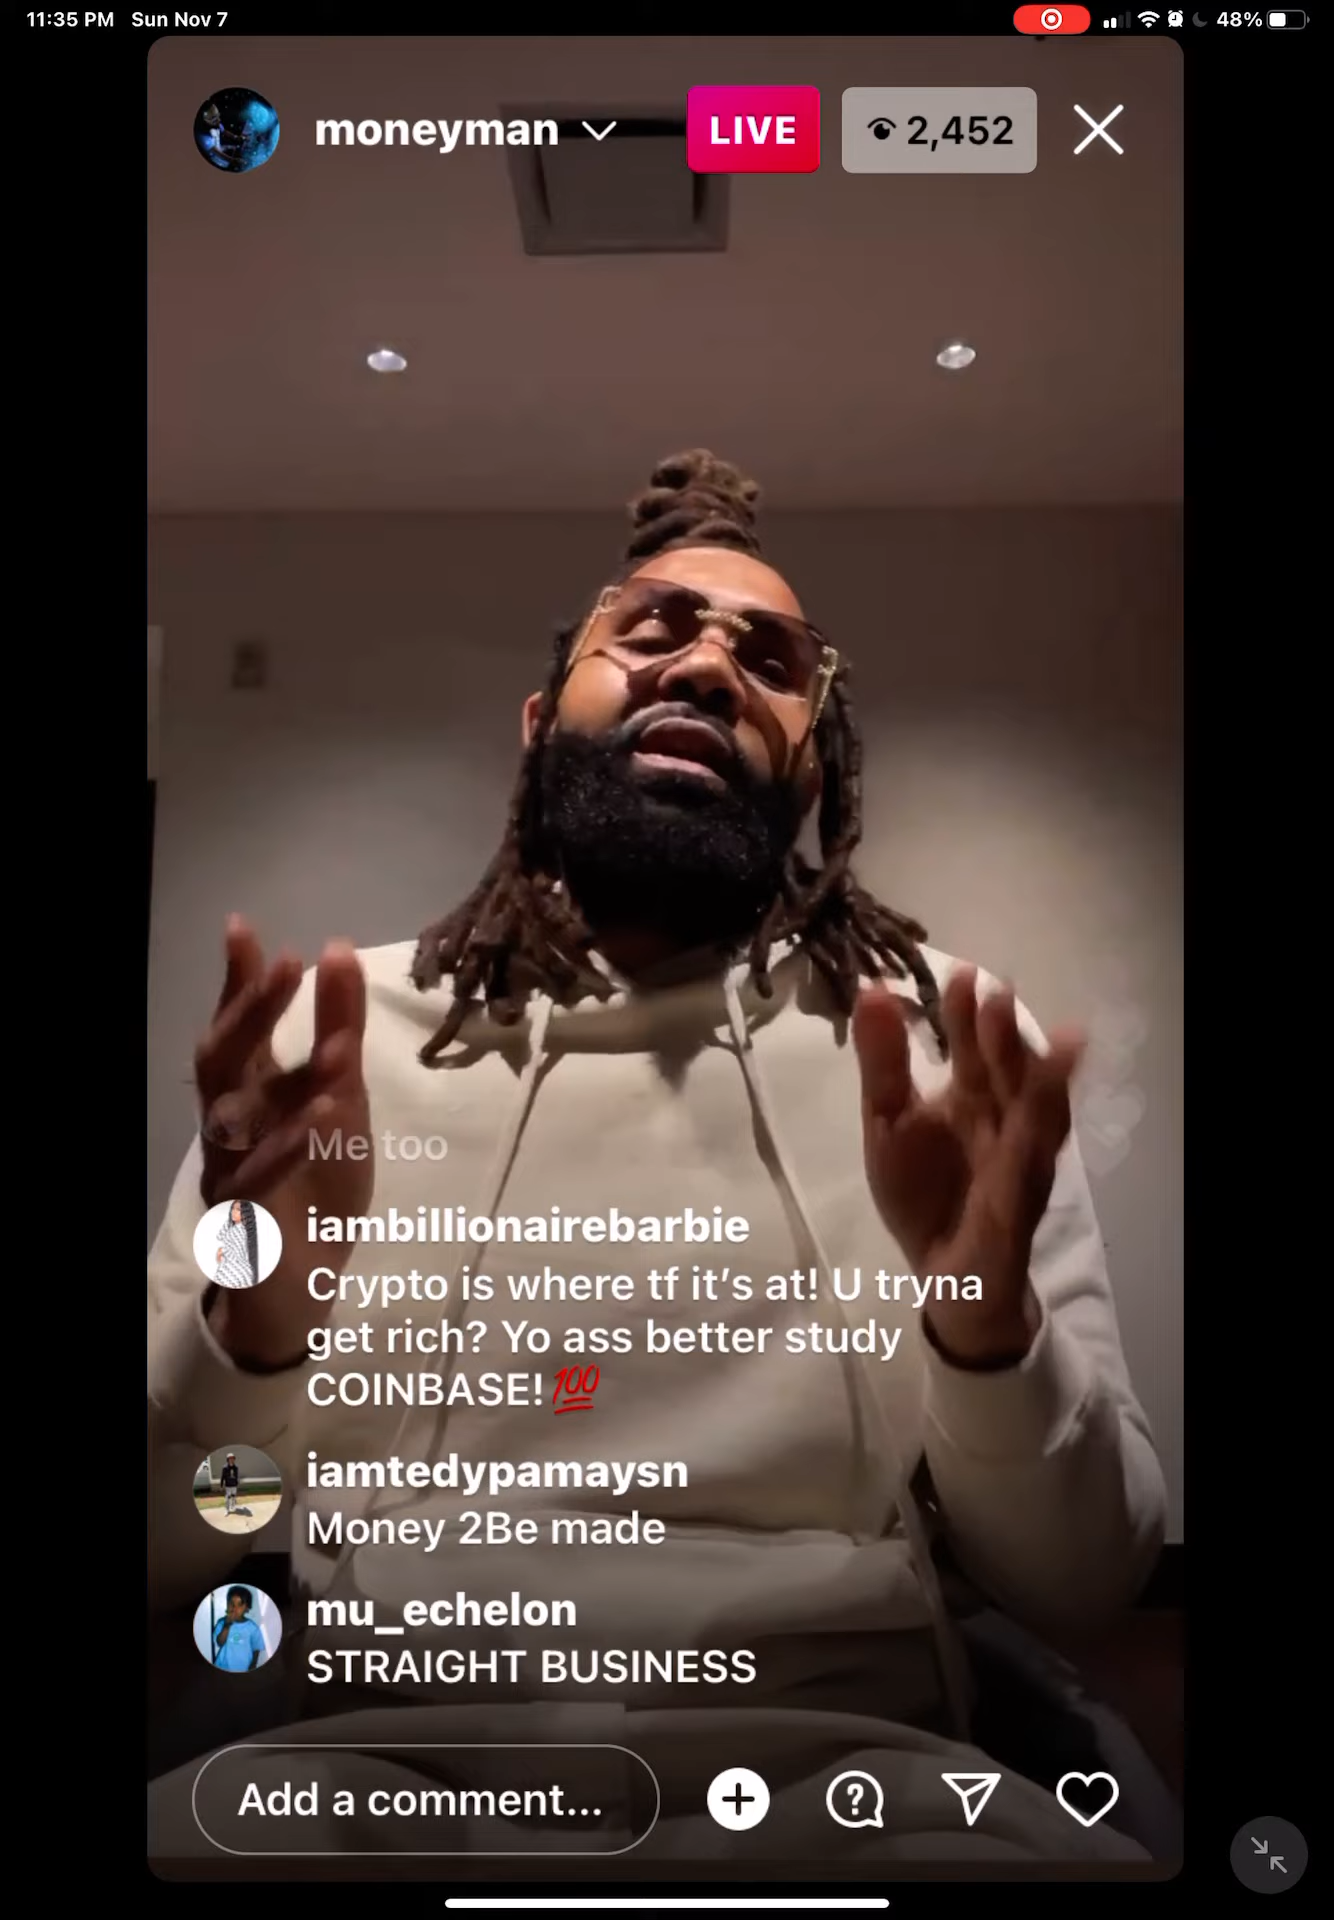 11:35 PM Sun Nov 7
48%
moneyman
LIVE
2,452
Me too
iambillionairebarbie
Crypto is where tf it's at! U tryna
get rich? Yo ass better study
COINBASE!💯
iamtedypamaysn
Money 2Be made
mu_echelon
STRAIGHT BUSINESS
Add a comment...